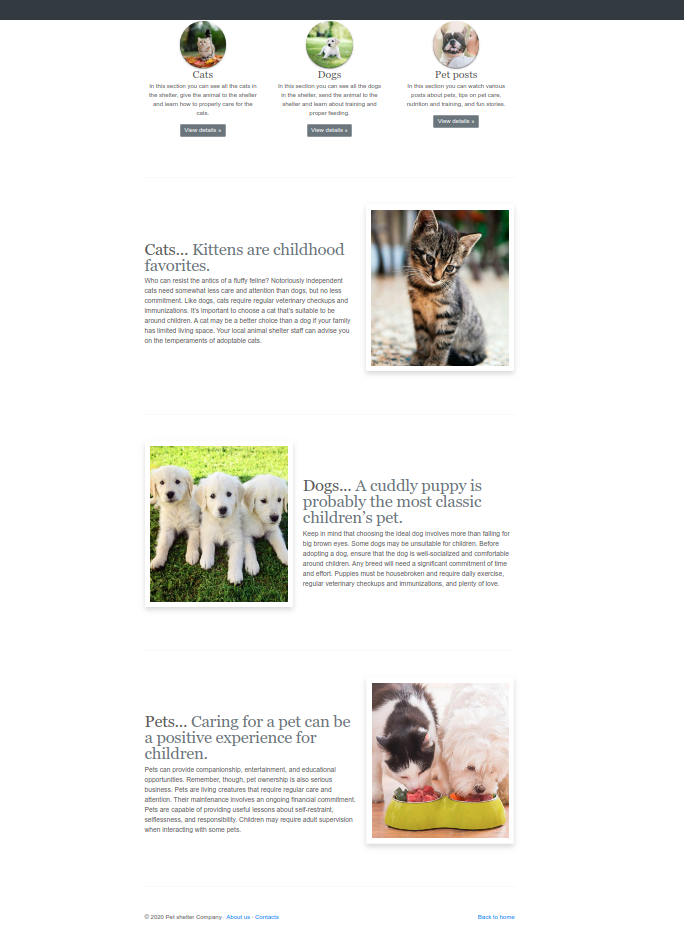 Cats
In this section you can see all the cats in
the shelter, give the animal to the shelter
and learn how to properly care for the
cats.
View details »
Dogs
In this section you can see all the dogs
in the shelter, send the animal to the
shelter and learn about training and
proper feeding.
View details »
Pet posts
In this section you can watch various
posts about pets, tips on pet care,
nutrition and training, and fun stories.
View details »
Cats... Kittens are childhood
favorites.
Who can resist the antics of a fluffy feline? Notoriously independent
cats need somewhat less care and attention than dogs, but no less
commitment. Like dogs, cats require regular veterinary checkups and
immunizations. It's important to choose a cat that's suitable to be
around children. A cat may be a better choice than a dog if your family
has limited living space. Your local animal shelter staff can advise you
on the temperaments of adoptable cats.
Dogs... A cuddly puppy is
probably the most classic
children's pet.
Keep in mind that choosing the ideal dog involves more than falling for
big brown eyes. Some dogs may be unsuitable for children. Before
adopting a dog, ensure that the dog is well-socialized and comfortable
around children. Any breed will need a significant commitment of time
and effort. Puppies must be housebroken and require daily exercise,
regular veterinary checkups and immunizations, and plenty of love.
Pets... Caring for a pet can be
a positive experience for
children.
Pets can provide companionship, entertainment, and educational
opportunities. Remember, though, pet ownership is also serious
business. Pets are living creatures that require regular care and
attention. Their maintenance involves an ongoing financial commitment.
Pets are capable of providing useful lessons about self-restraint,
selflessness, and responsibility. Children may require adult supervision
when interacting with some pets.
© 2020 Pet shelter Company · About us · Contacts
Back to home